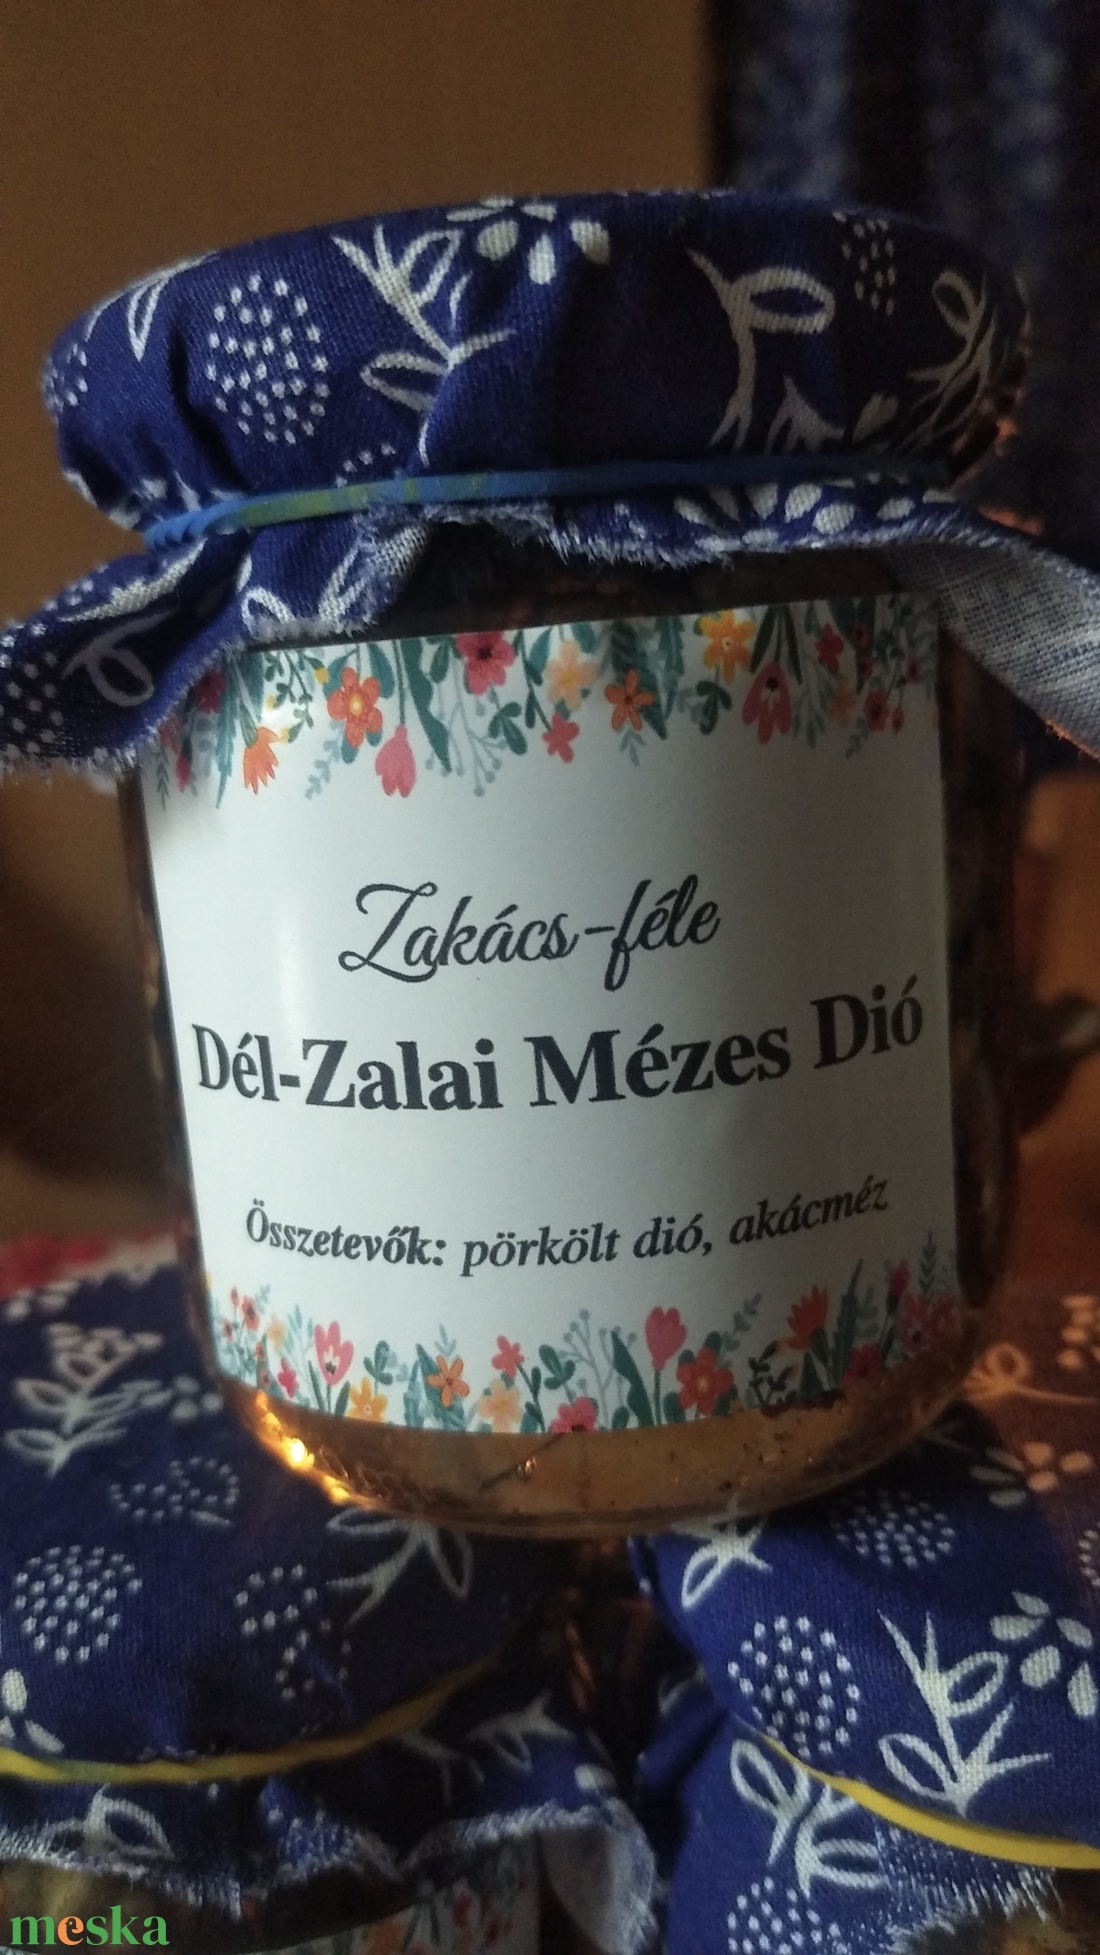 Zakács-féle
Dél-Zalai Mézes Dió
Összetevők: pörkölt dió, akácméz
meska